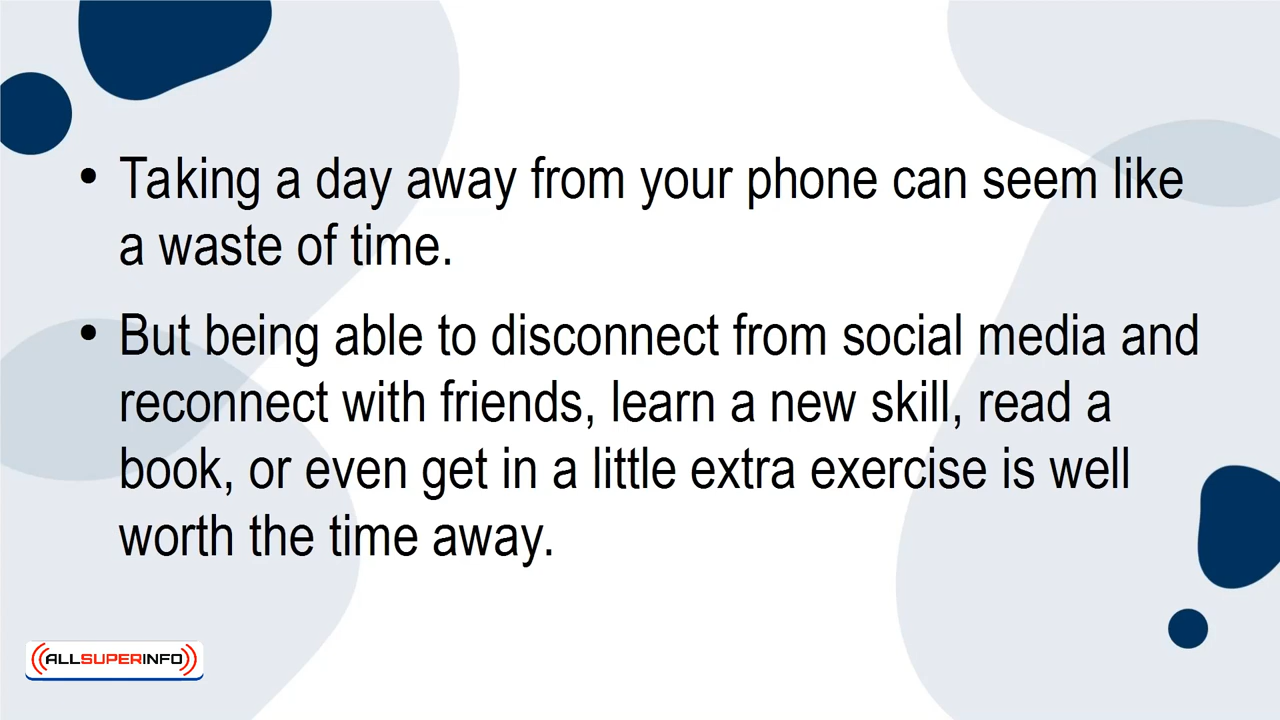 • Taking a day away from your phone can seem like
a waste of time.
• But being able to disconnect from social media and
reconnect with friends, learn a new skill, read a
book, or even get in a little extra exercise is well
worth the time away.
ALLSUPERINFO